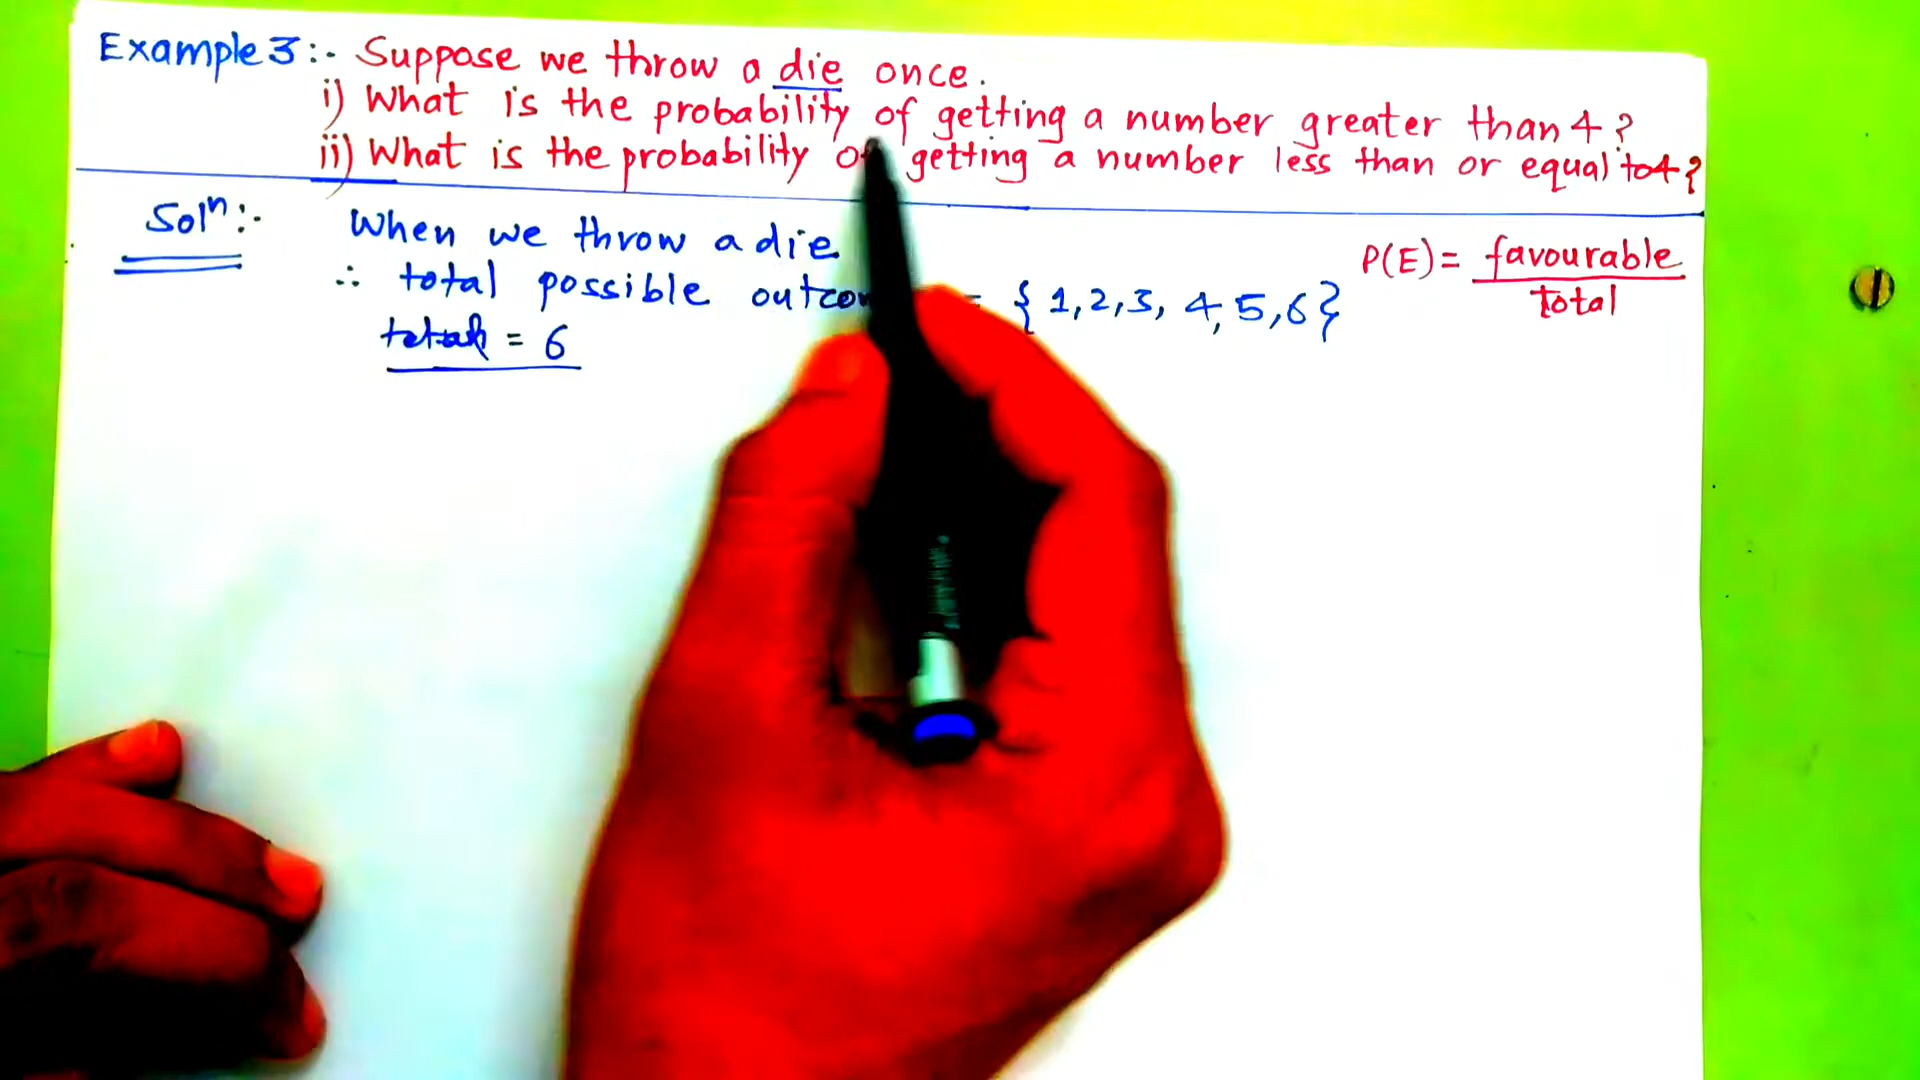 Example 3:- Suppose we throw a die once.
i) What is the probability of getting a number greater than 4?
ii) What is the probability of getting a number less than or equal to 4?
Solⁿ:- When we throw a die
∴ total possible = { 1,2,3, 4, 5,6}
= 6
P(E) = favourable
total